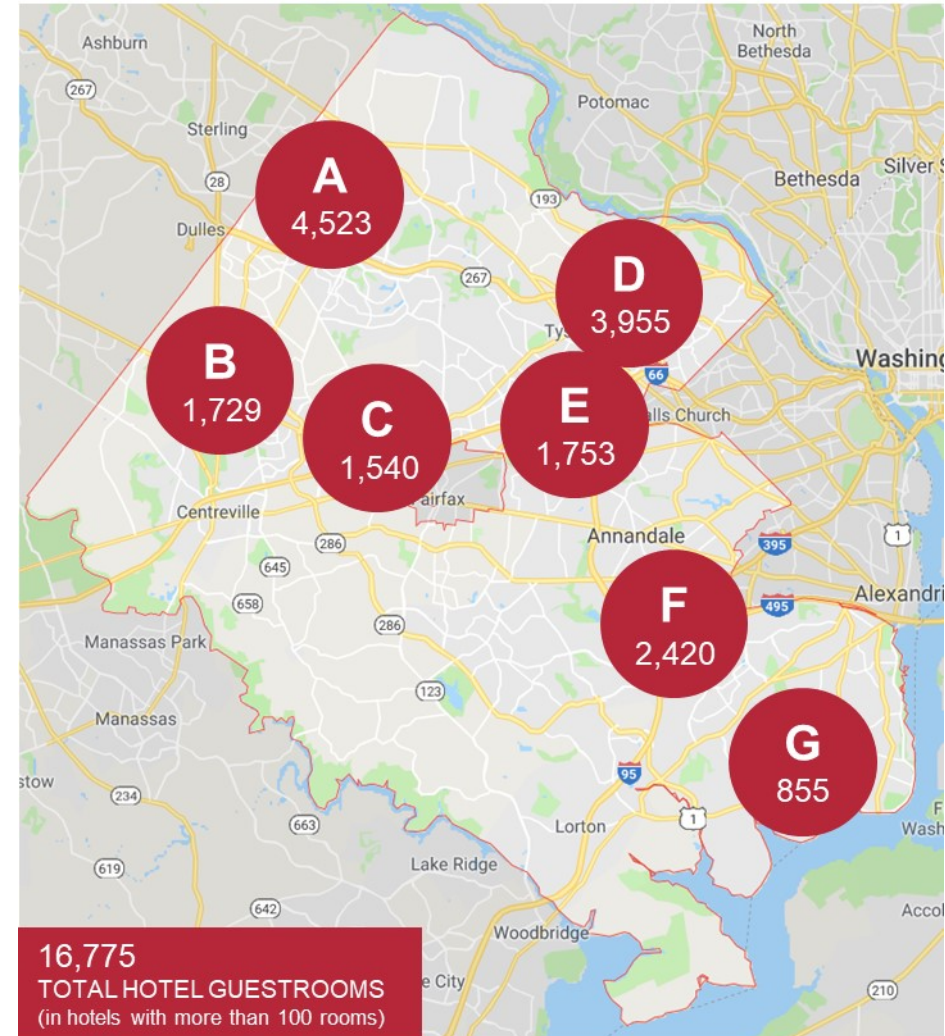 Ashburn
North
Bethesda
267
Potomac
Sterling
A
4,523
Bethesda
Silver S
28
193
Dulles
D
3,955
267
B
1,729
Tys
Washing
66
C
1,540
E
1,753
alls Church
airfax
Centreville
Annandale
1
286
395
645
F
2,420
Alexandri
658
495
286
Manassas Park
123
G
855
Manassas
95
stow
234
1
F
Wash
663
Lorton
619
Lake Ridge
642
Accol
Woodbridge
16,775
TOTAL HOTEL GUESTROOMS
(in hotels with more than 100 rooms)
e City
210